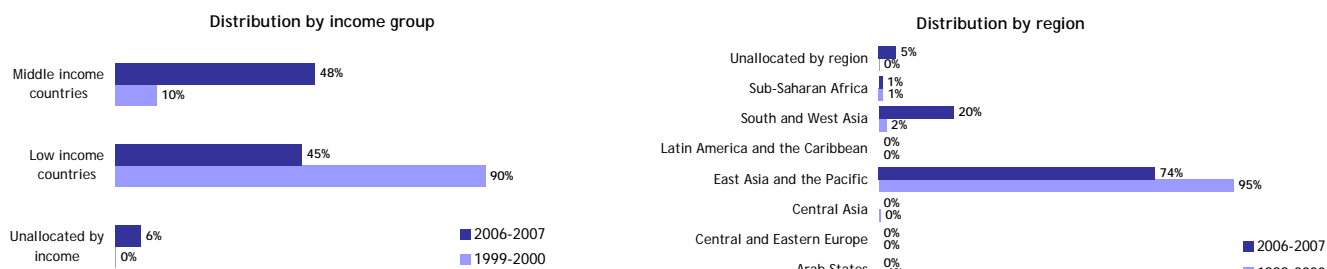 Distribution by income group
Middle income
countries
48%
10%
Low income
countries
45%
90%
Unallocated by
income
6%
0%
2006-2007
1999-2000
Distribution by region
Unallocated by region
5%
0%
Sub-Saharan Africa
1%
1%
South and West Asia
20%
2%
Latin America and the Caribbean
0%
0%
East Asia and the Pacific
74%
95%
Central Asia
0%
0%
Central and Eastern Europe
0%
0%
Arab States
0%
2006-2007